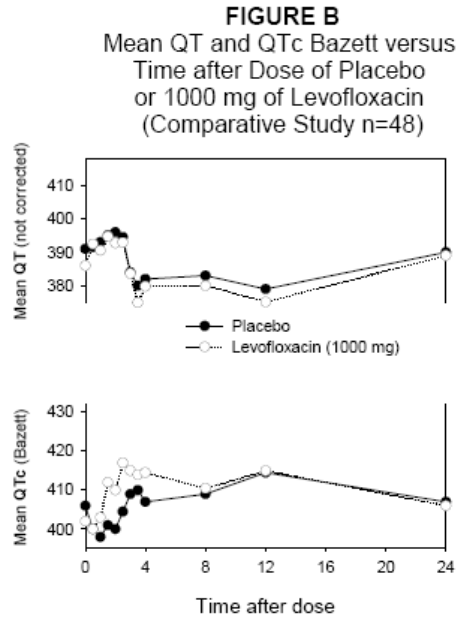 FIGURE B
Mean QT and QTc Bazett versus
Time after Dose of Placebo
or 1000 mg of Levofloxacin
(Comparative Study n=48)
Mean QT (not corrected)
410
400
390
380
Placebo
Levofloxacin (1000 mg)
Mean QTc (Bazett)
430
420
410
400
0 4 8 12 16 20 24
Time after dose